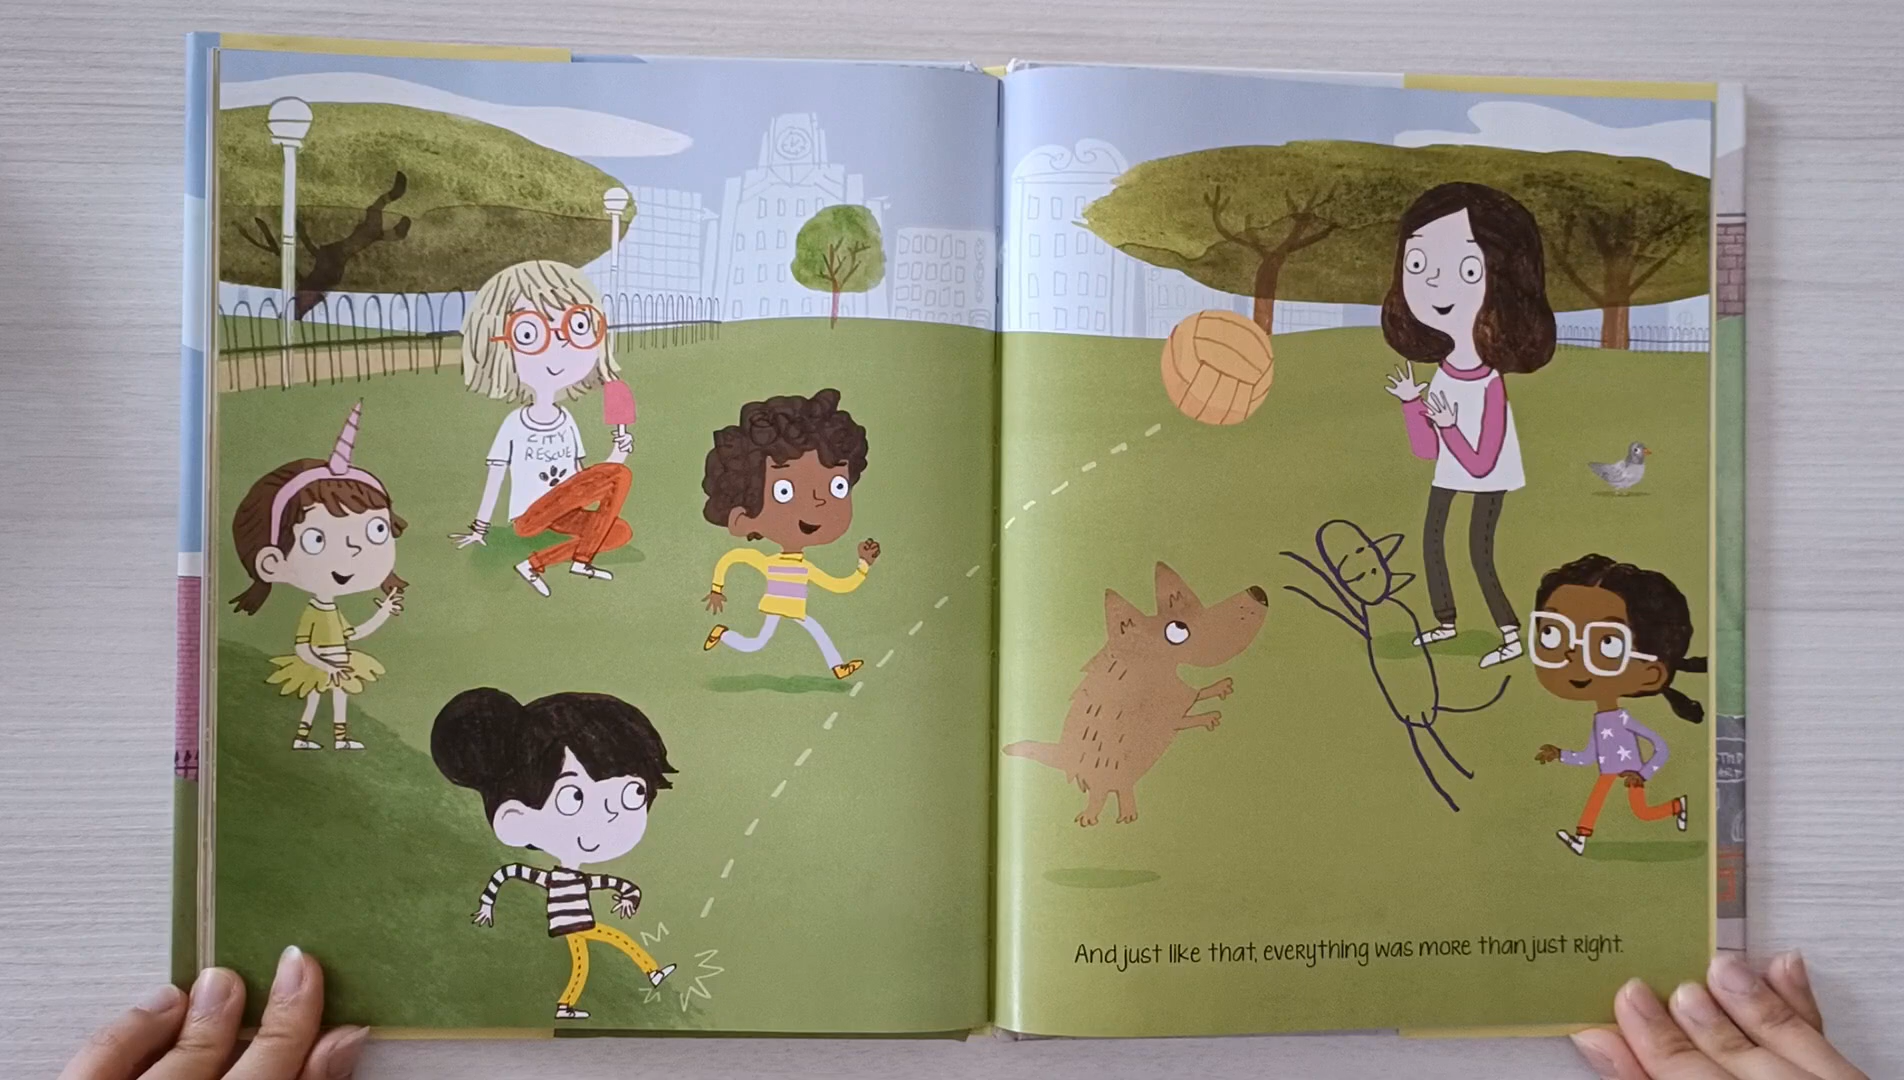 CITY
RESCUE
And just like that, everything was more than just right.